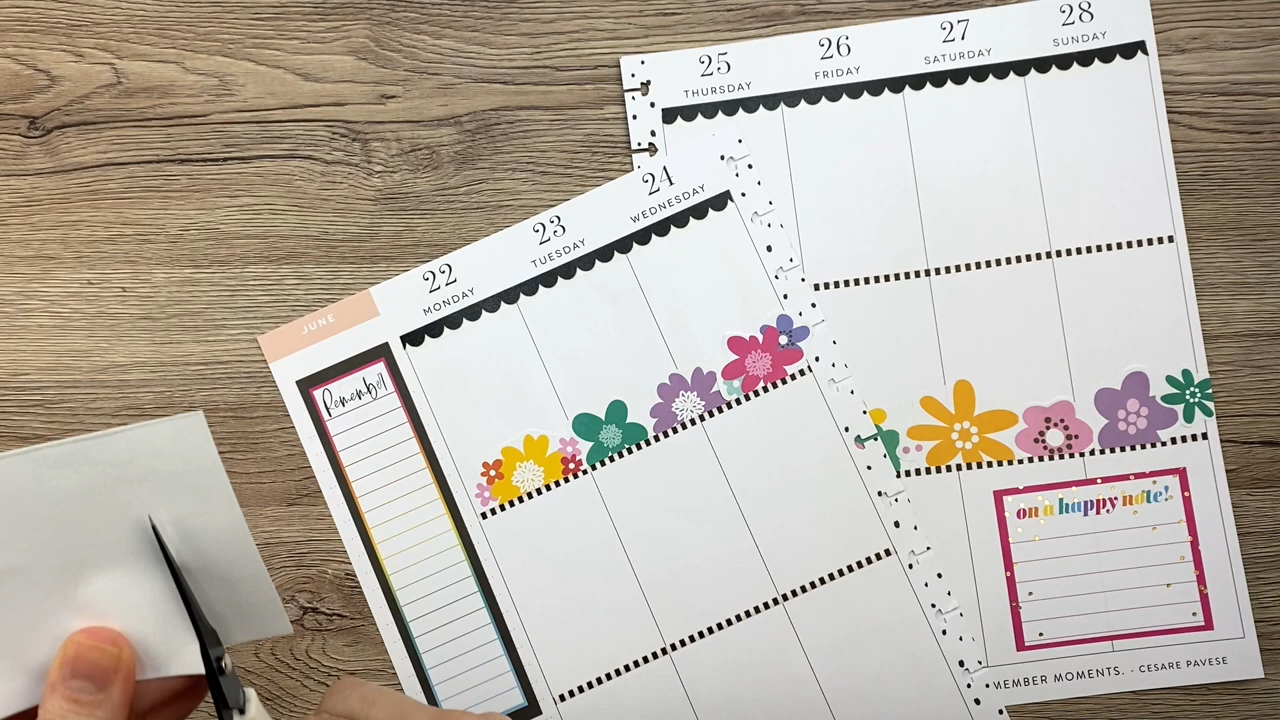 25
THURSDAY
26
FRIDAY
27
SATURDAY
28
SUNDAY
JUNE
22
MONDAY
23
TUESDAY
24
WEDNESDAY
Remember
on a happy note!
MEMBER MOMENTS. - CESARE PAVESE